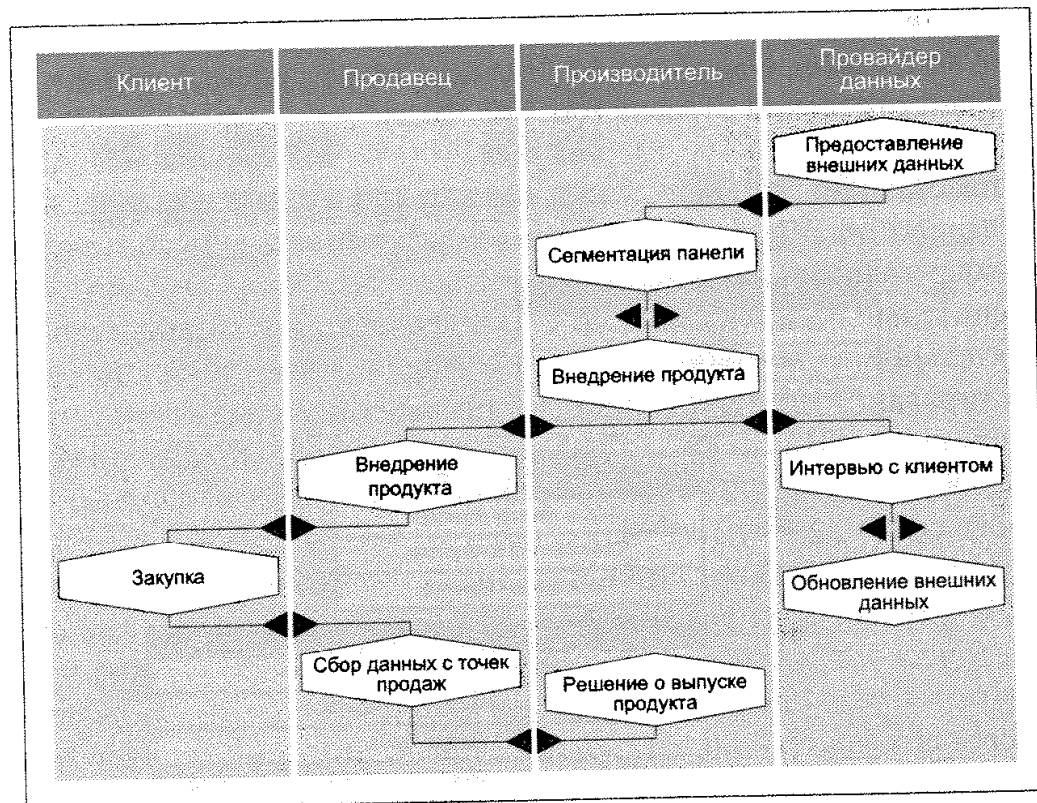 Клиент
Продавец
Производитель
Провайдер
данных
Предоставление
внешних данных
Сегментация панели
Внедрение продукта
Внедрение
продукта
Интервью с клиентом
Закупка
Обновление внешних
данных
Сбор данных с точек
продаж
Решение о выпуске
продукта